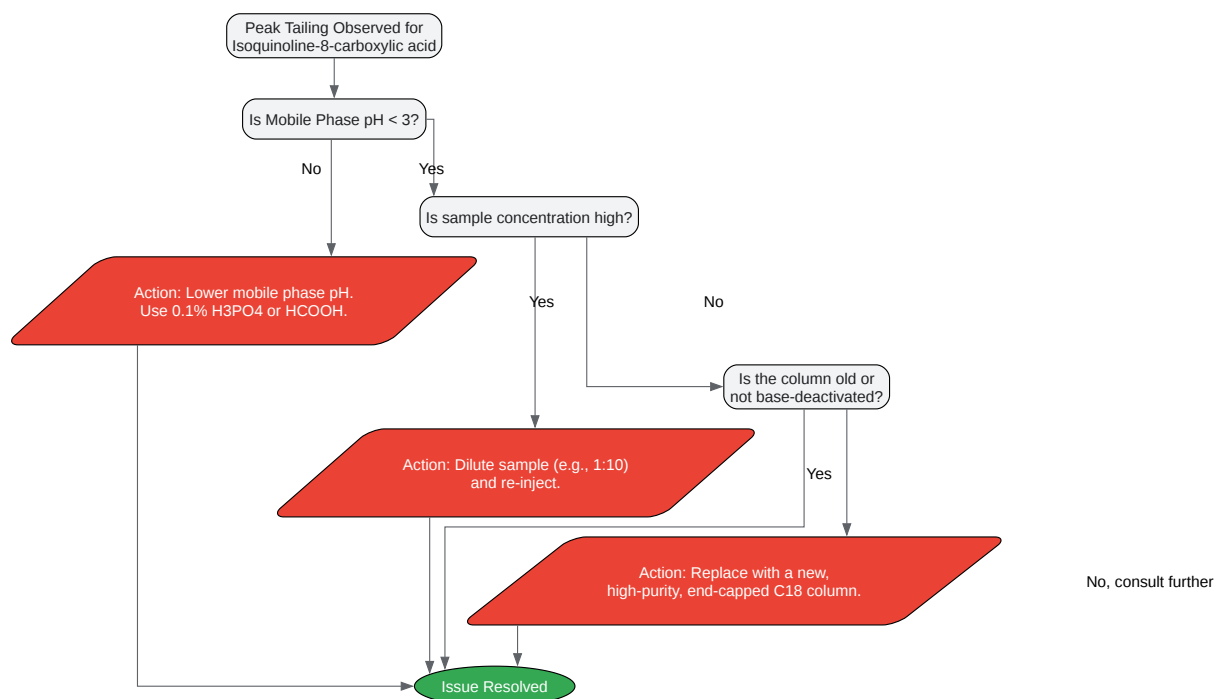 Peak Tailing Observed for
Isoquinoline-8-carboxylic acid
Is Mobile Phase pH < 3?
No
Yes
Is sample concentration high?
Action: Lower mobile phase pH.
Use 0.1% H3PO4 or HCOOH.
Yes
No
Is the column old or
not base-deactivated?
Action: Dilute sample (e.g., 1:10)
and re-inject.
Yes
Action: Replace with a new,
high-purity, end-capped C18 column.
No, consult further
Issue Resolved